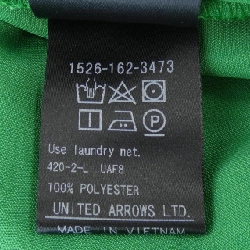 1526-162-3473
Use laundry net.
420-2-L UAF8
100% POLYESTER
UNITED ARROWS LTD.
MADE IN VIETNAM